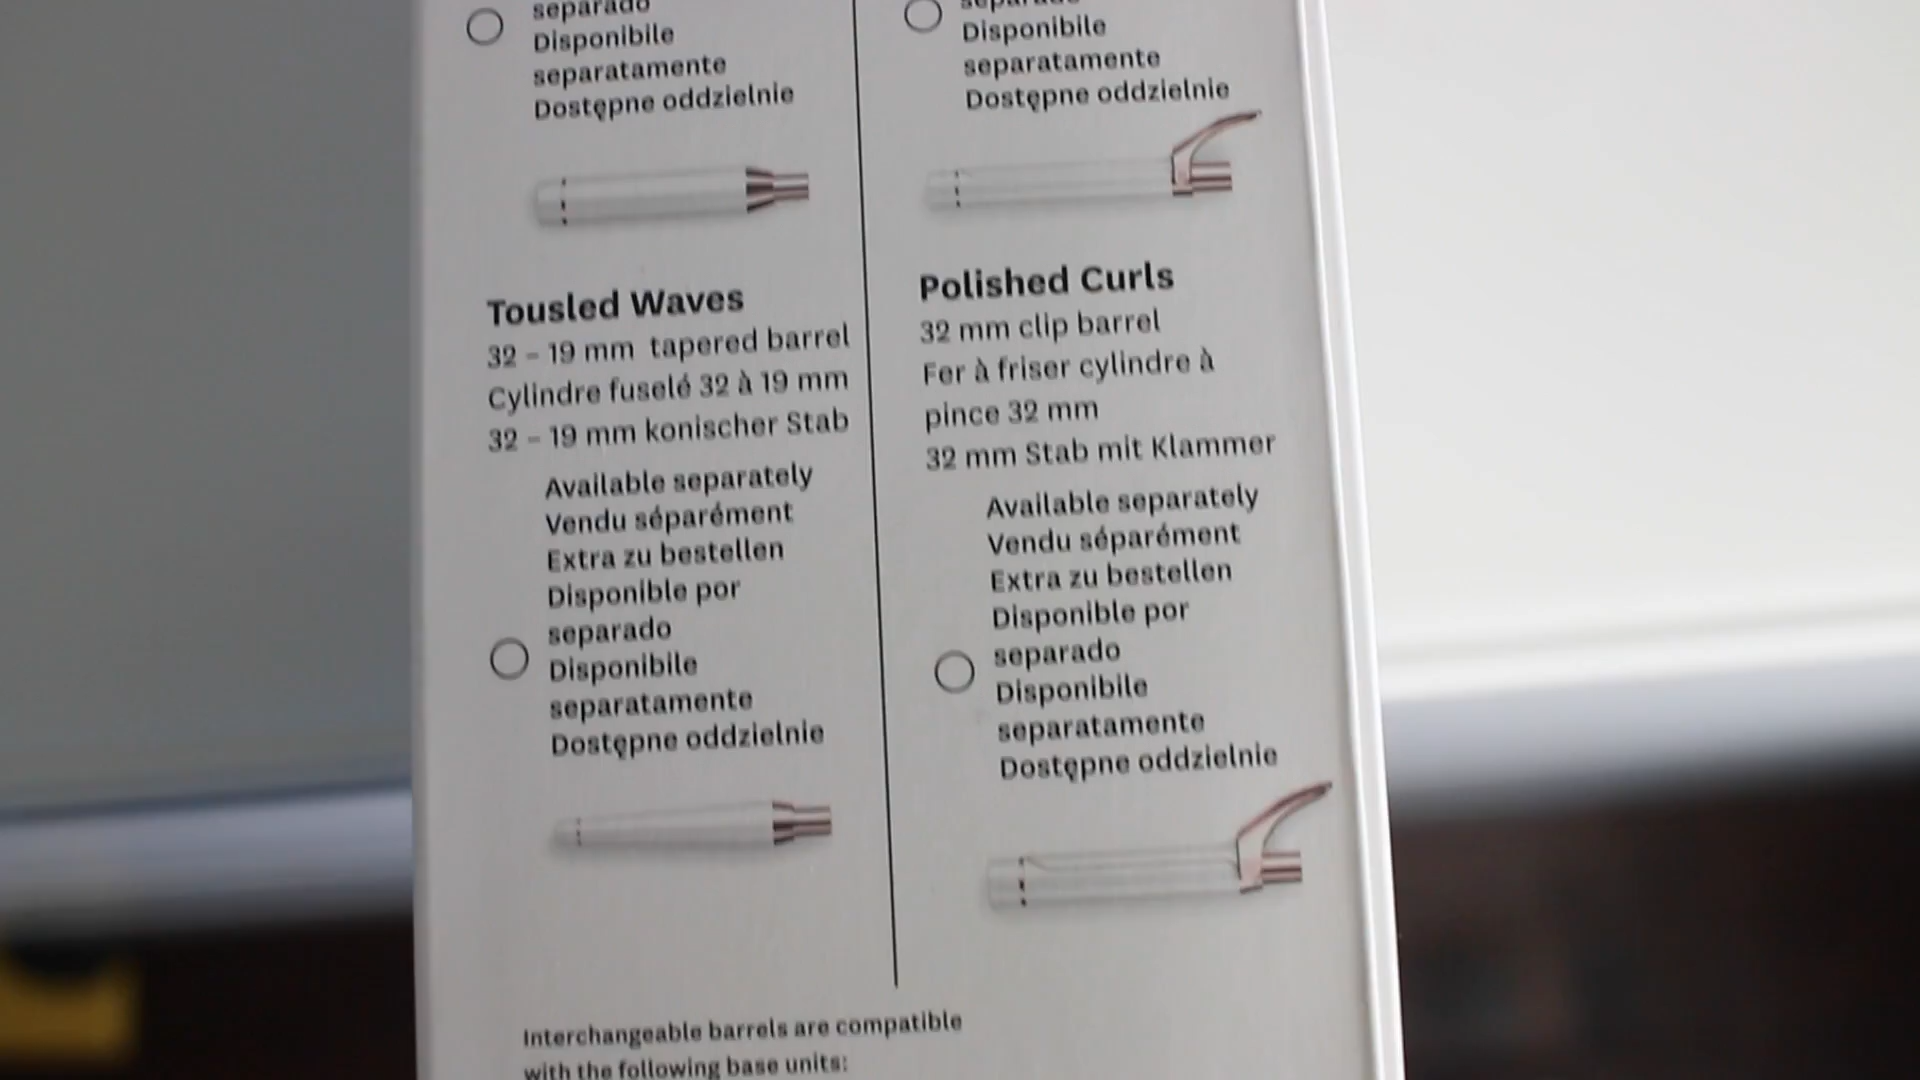 separado
Disponibile
separatamente
Dostępne oddzielnie
Tousled Waves
32 – 19 mm tapered barrel
Cylindre fuselé 32 à 19 mm
32 – 19 mm konischer Stab
Available separately
Vendu séparément
Extra zu bestellen
Disponible por
separado
Disponibile
separatamente
Dostępne oddzielnie
separado
Disponibile
separatamente
Dostępne oddzielnie
Polished Curls
32 mm clip barrel
Fer à friser cylindre à
pince 32 mm
32 mm Stab mit Klammer
Available separately
Vendu séparément
Extra zu bestellen
Disponible por
separado
Disponibile
separatamente
Dostępne oddzielnie
Interchangeable barrels are compatible
with the following base units: